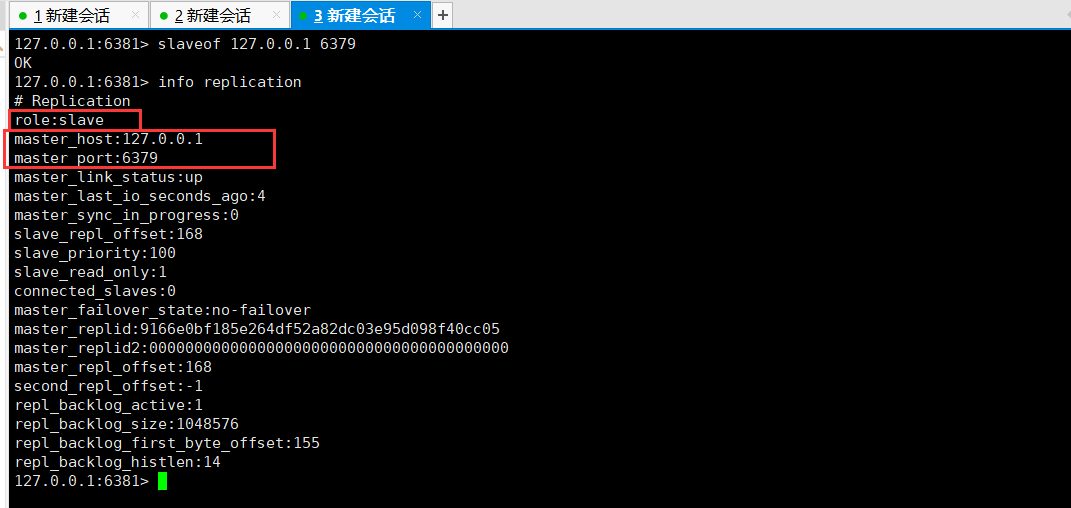 1 新建会话 × 2 新建会话 × 3 新建会话 × +
127.0.0.1:6381> slaveof 127.0.0.1 6379
OK
127.0.0.1:6381> info replication
# Replication
role:slave
master_host:127.0.0.1
master_port:6379
master_link_status:up
master_last_io_seconds_ago:4
master_sync_in_progress:0
slave_repl_offset:168
slave_priority:100
slave_read_only:1
connected_slaves:0
master_failover_state:no-failover
master_replid:9166e0bf185e264df52a82dc03e95d098f40cc05
master_replid2:0000000000000000000000000000000000000000
master_repl_offset:168
second_repl_offset:-1
repl_backlog_active:1
repl_backlog_size:1048576
repl_backlog_first_byte_offset:155
repl_backlog_histlen:14
127.0.0.1:6381>